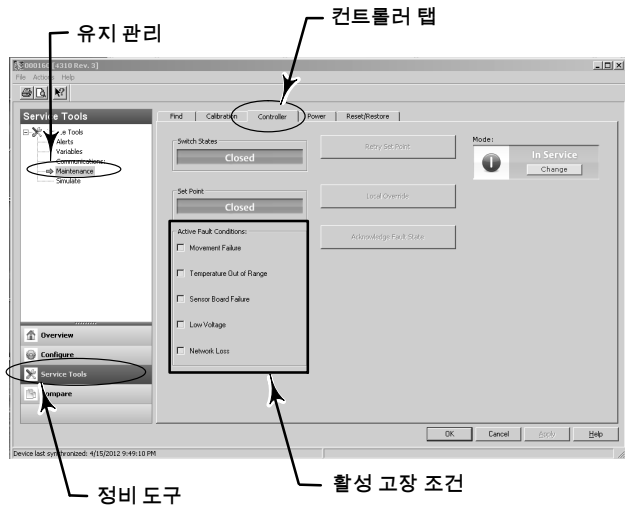 유지 관리
컨트롤러 탭
File Actions Help
Service Tools
Alerts
Variables
Communications
Maintenance
Simulate
Overview
Configure
Service Tools
Compare
Find
Calibration
Controller
Power
Reset/Restore
Switch States
Closed
Set Point
Closed
Active Fault Conditions:
Movement Failure
Temperature Out of Range
Sensor Board Failure
Low Voltage
Network Loss
Retry Set Point
Local Override
Acknowledge Fault State
Mode:
In Service
Change
OK
Cancel
Apply
Help
Device last synchronized: 4/15/2012 9:49:10 PM
정비 도구
활성 고장 조건